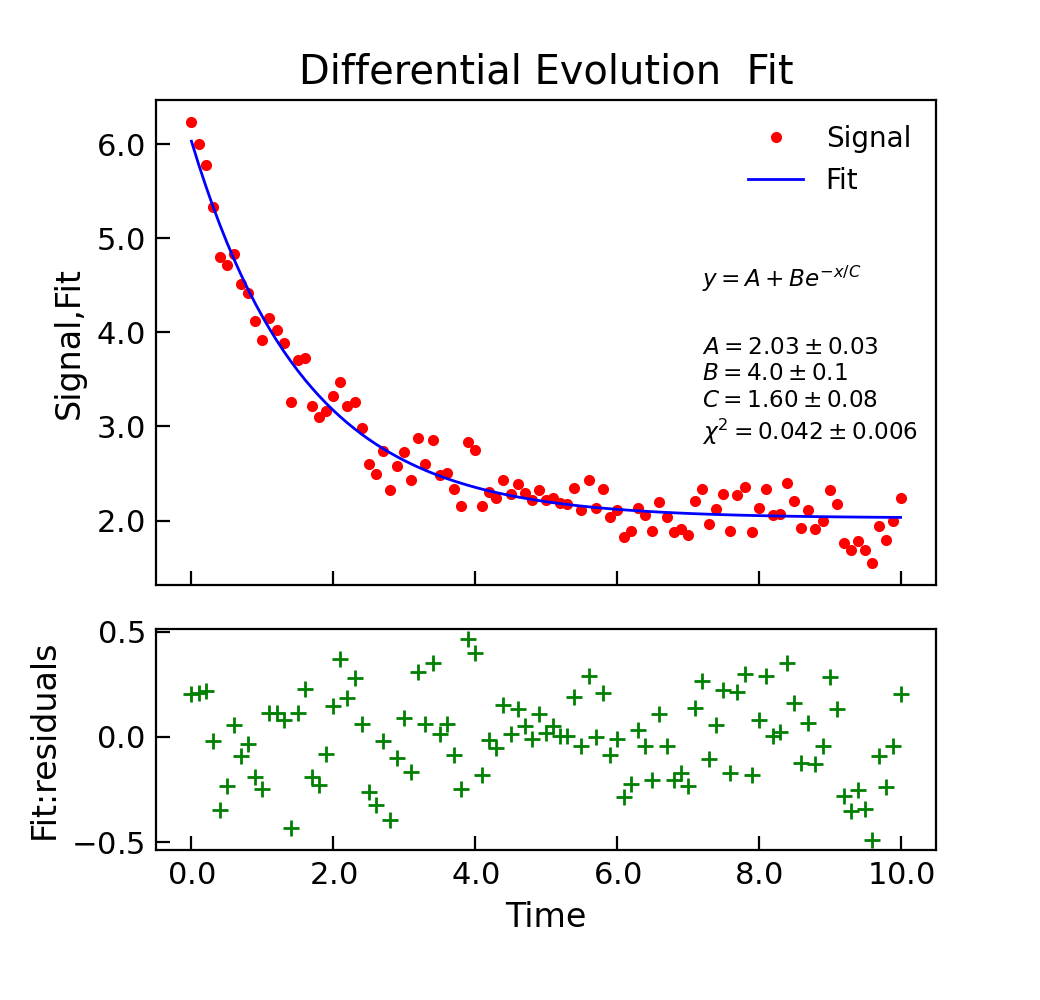 Differential Evolution  Fit
6.0
5.0
4.0
3.0
2.0
Signal,Fit
Signal
Fit
y = A + Be^{-x/C}
A = 2.03 ± 0.03
B = 4.0 ± 0.1
C = 1.60 ± 0.08
χ² = 0.042 ± 0.006
0.5
0.0
−0.5
Fit:residuals
0.0 2.0 4.0 6.0 8.0 10.0
Time